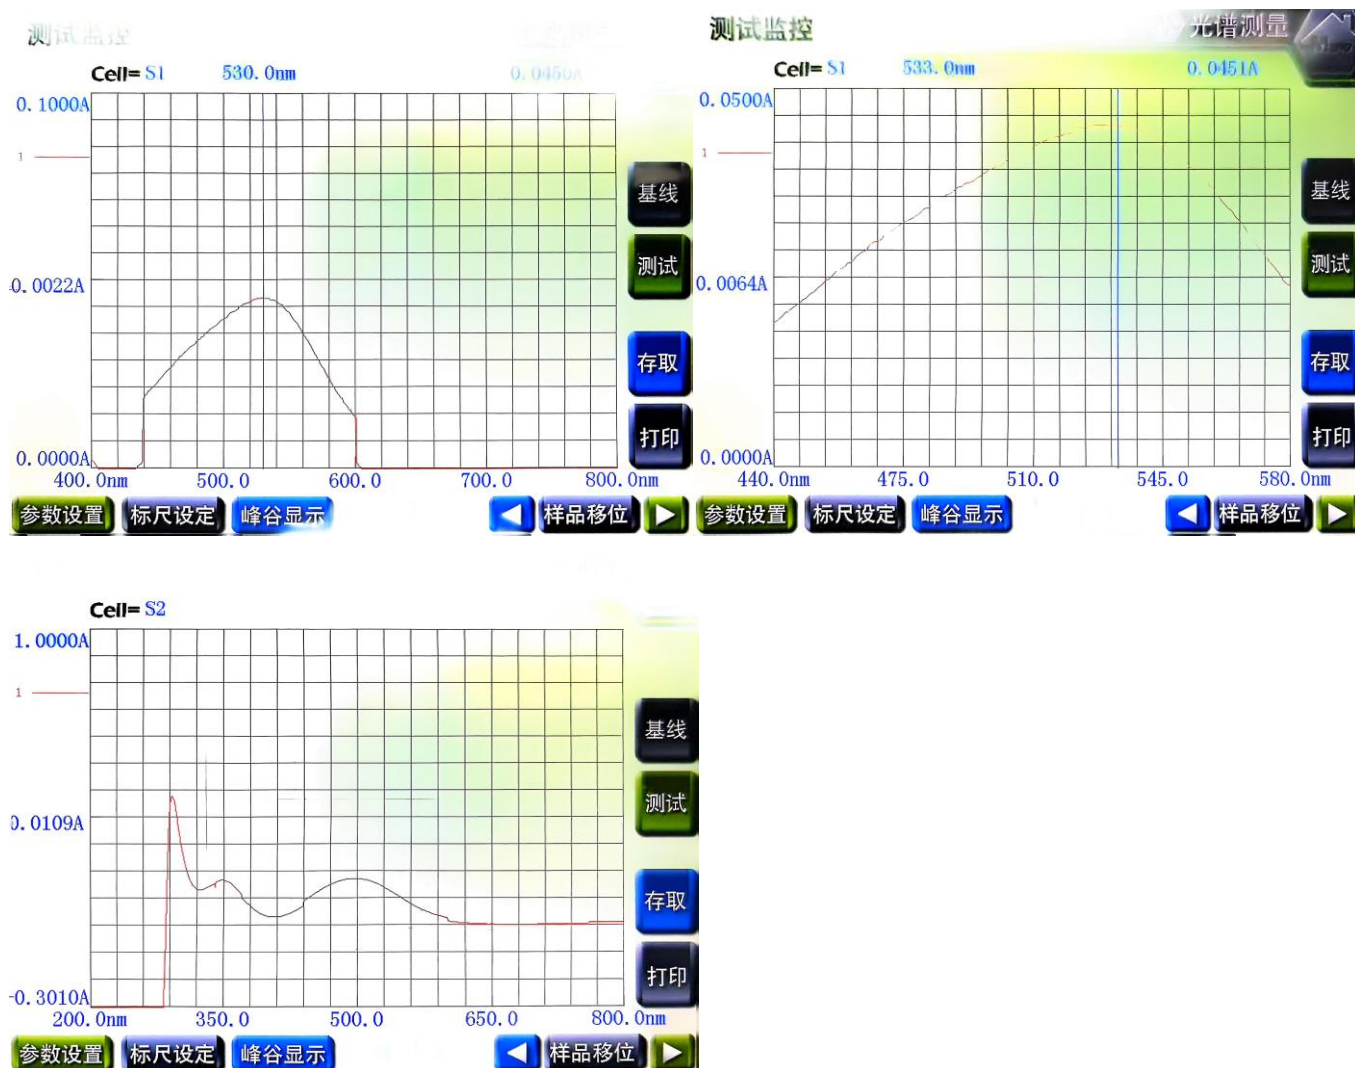 测试监控
Cell= S1 530.0nm 0.0450A
0.1000A
1
0.0022A
0.0000A
400.0nm 500.0 600.0 700.0 800.0nm
基线
测试
存取
打印
参数设置 标尺设定 峰谷显示 样品移位
测试监控 光谱测量
Cell= S1 533.0nm 0.0451A
0.0500A
1
0.0064A
0.0000A
440.0nm 475.0 510.0 545.0 580.0nm
基线
测试
存取
打印
参数设置 标尺设定 峰谷显示 样品移位
Cell= S2
1.0000A
1
0.0109A
-0.3010A
200.0nm 350.0 500.0 650.0 800.0nm
基线
测试
存取
打印
参数设置 标尺设定 峰谷显示 样品移位